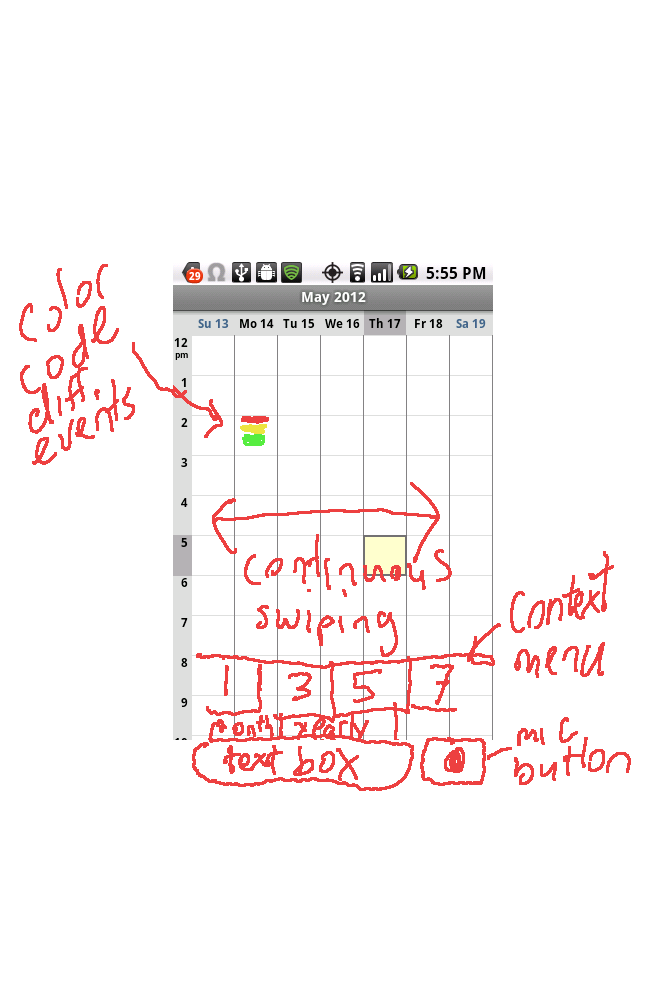 29
5:55 PM
May 2012
Su 13 Mo 14 Tu 15 We 16 Th 17 Fr 18 Sa 19
color
code
diff.
events
12
pm
1
2
3
4
5
continuous
6
swiping
7
context
menu
8
1 3 5 7
9
month yearly
text box
mic
button